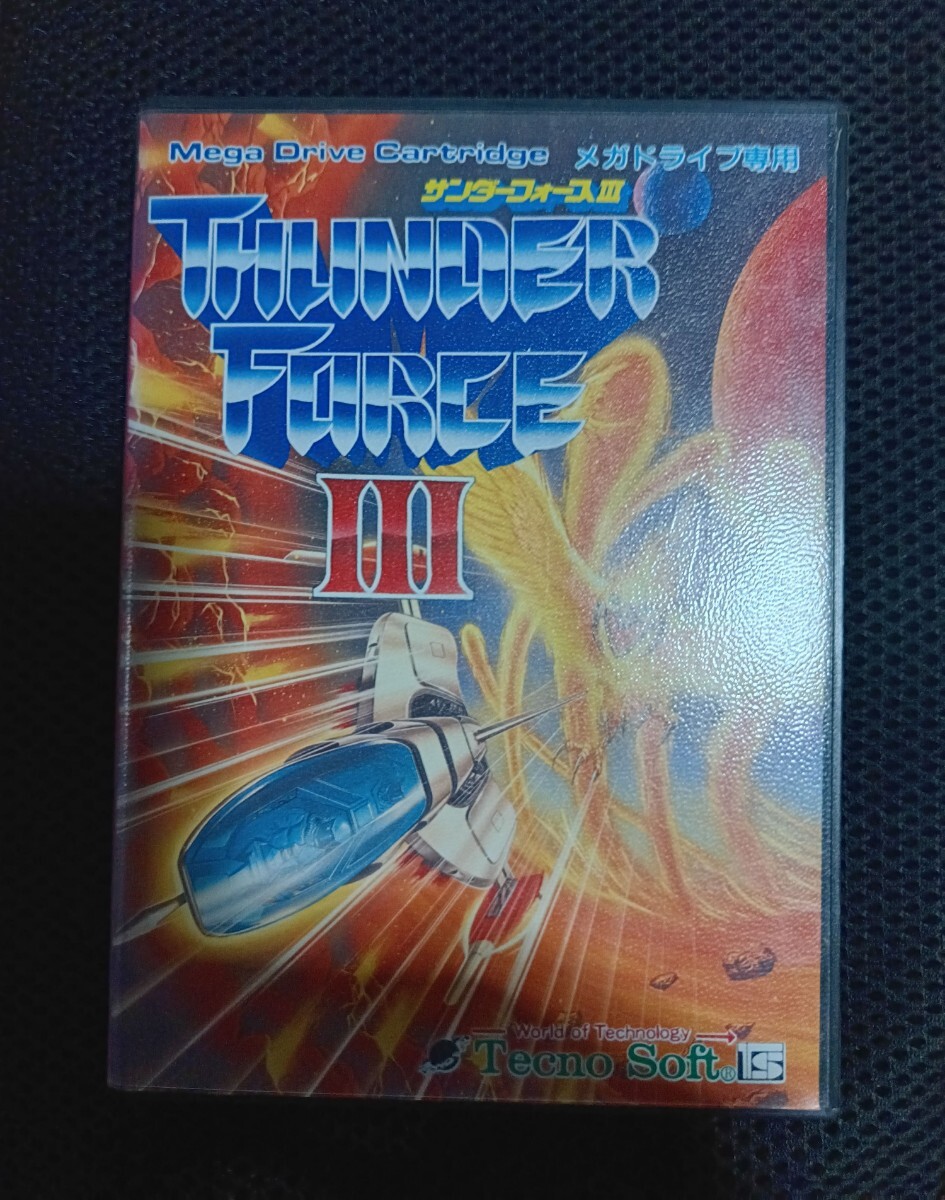 Mega Drive Cartridge メガドライブ専用
サンダーフォースIII
THUNDER
FORCE
III
World of Technology
Tecno Soft® TS